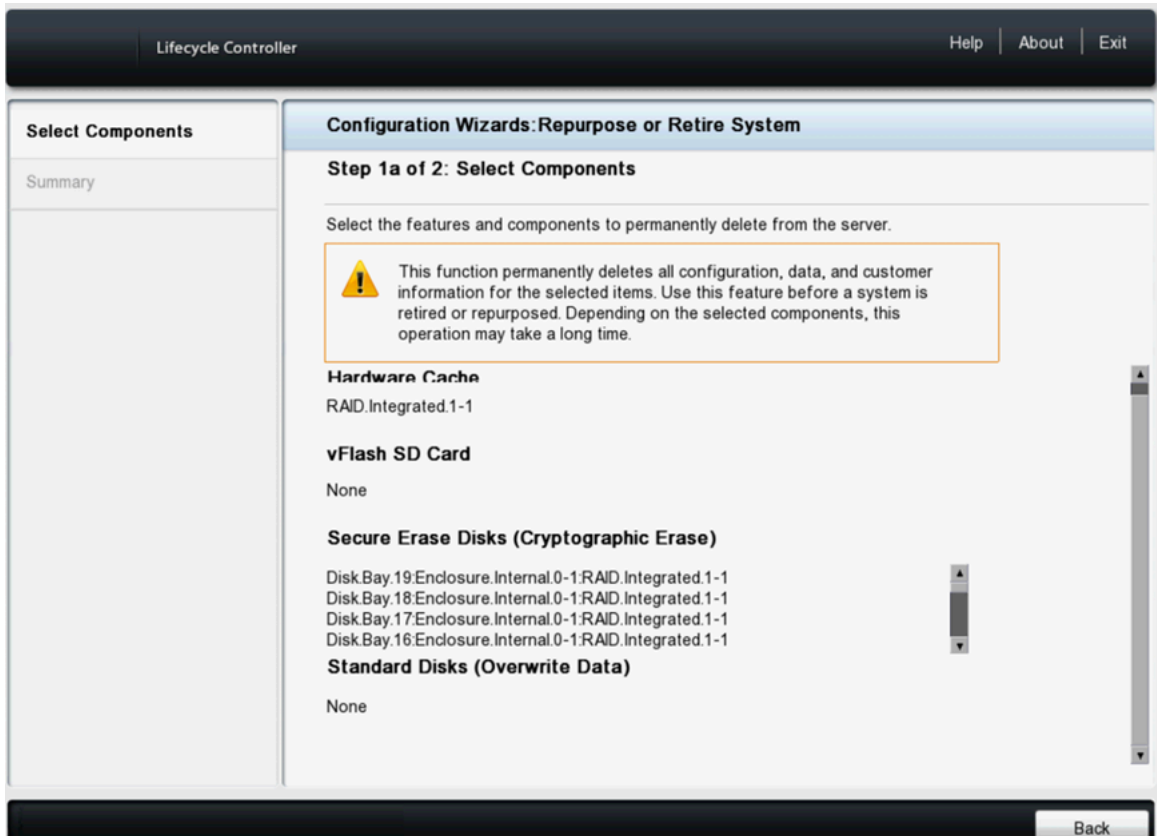 Lifecycle Controller
Help
About
Exit
Select Components
Summary
Configuration Wizards:Repurpose or Retire System
Step 1a of 2: Select Components
Select the features and components to permanently delete from the server.
This function permanently deletes all configuration, data, and customer
information for the selected items. Use this feature before a system is
retired or repurposed. Depending on the selected components, this
operation may take a long time.
Hardware Cache
RAID.Integrated.1-1
vFlash SD Card
None
Secure Erase Disks (Cryptographic Erase)
Disk.Bay.19:Enclosure.Internal.0-1:RAID.Integrated.1-1
Disk.Bay.18:Enclosure.Internal.0-1:RAID.Integrated.1-1
Disk.Bay.17:Enclosure.Internal.0-1:RAID.Integrated.1-1
Disk.Bay.16:Enclosure.Internal.0-1:RAID.Integrated.1-1
Standard Disks (Overwrite Data)
None
Back